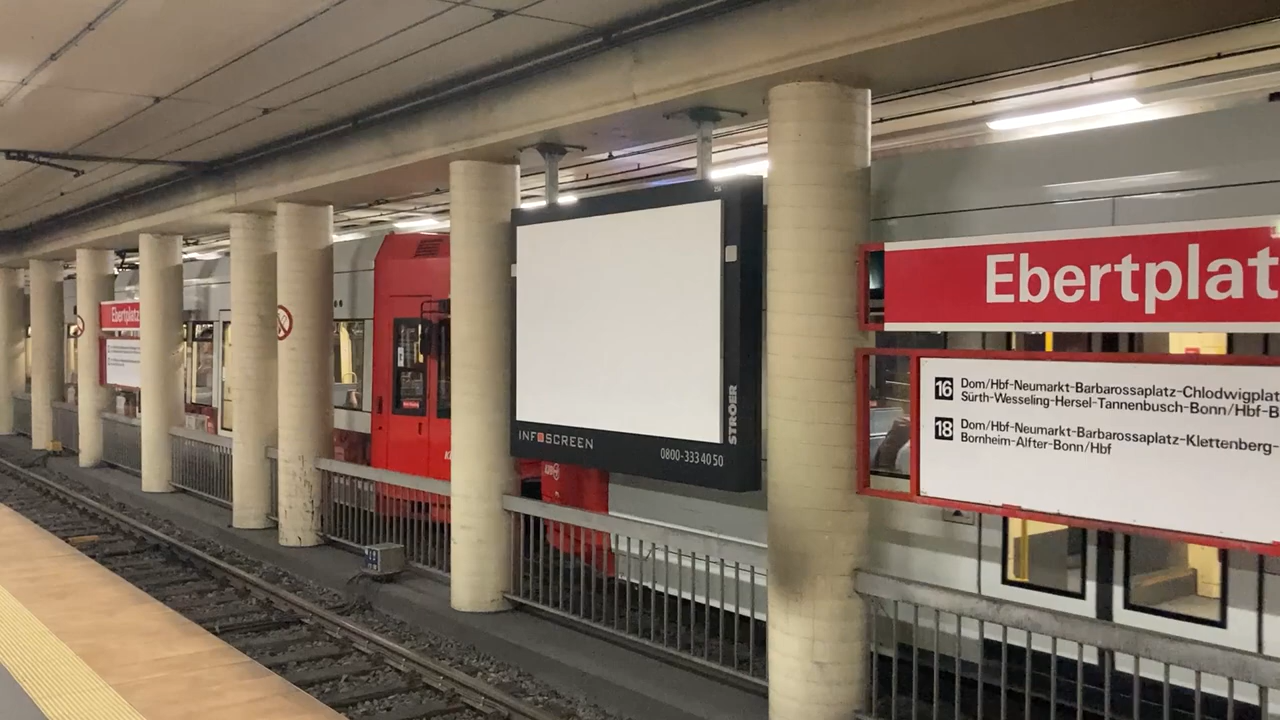 Ebertplatz
INFOSCREEN
STRÖER
0800-333 40 50
Ebertplat
16 Dom/Hbf-Neumarkt-Barbarossaplatz-Chlodwigplat
Sürth-Wesseling-Hersel-Tannenbusch-Bonn/Hbf-B
18 Dom/Hbf-Neumarkt-Barbarossaplatz-Klettenberg-
Bornheim-Alfter-Bonn/Hbf